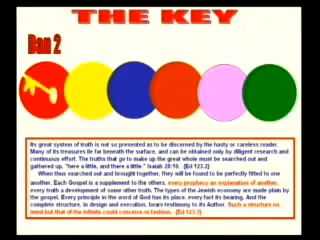 THE KEY
Dan 2
Its great system of truth is not so presented as to be discerned by the hasty or careless reader.
Many of its treasures lie far beneath the surface, and can be obtained only by diligent research and
continuous effort. The truths that go to make up the great whole must be searched out and
gathered up, "here a little, and there a little." Isaiah 28:10. {Ed 123.2}
When thus searched out and brought together, they will be found to be perfectly fitted to one
another. Each Gospel is a supplement to the others, every prophecy an explanation of another,
every truth a development of some other truth. The types of the Jewish economy are made plain by
the gospel. Every principle in the word of God has its place, every fact its bearing. And the
complete structure, in design and execution, bears testimony to its Author. Such a structure no
mind but that of the Infinite could conceive or fashion. {Ed 123.2}